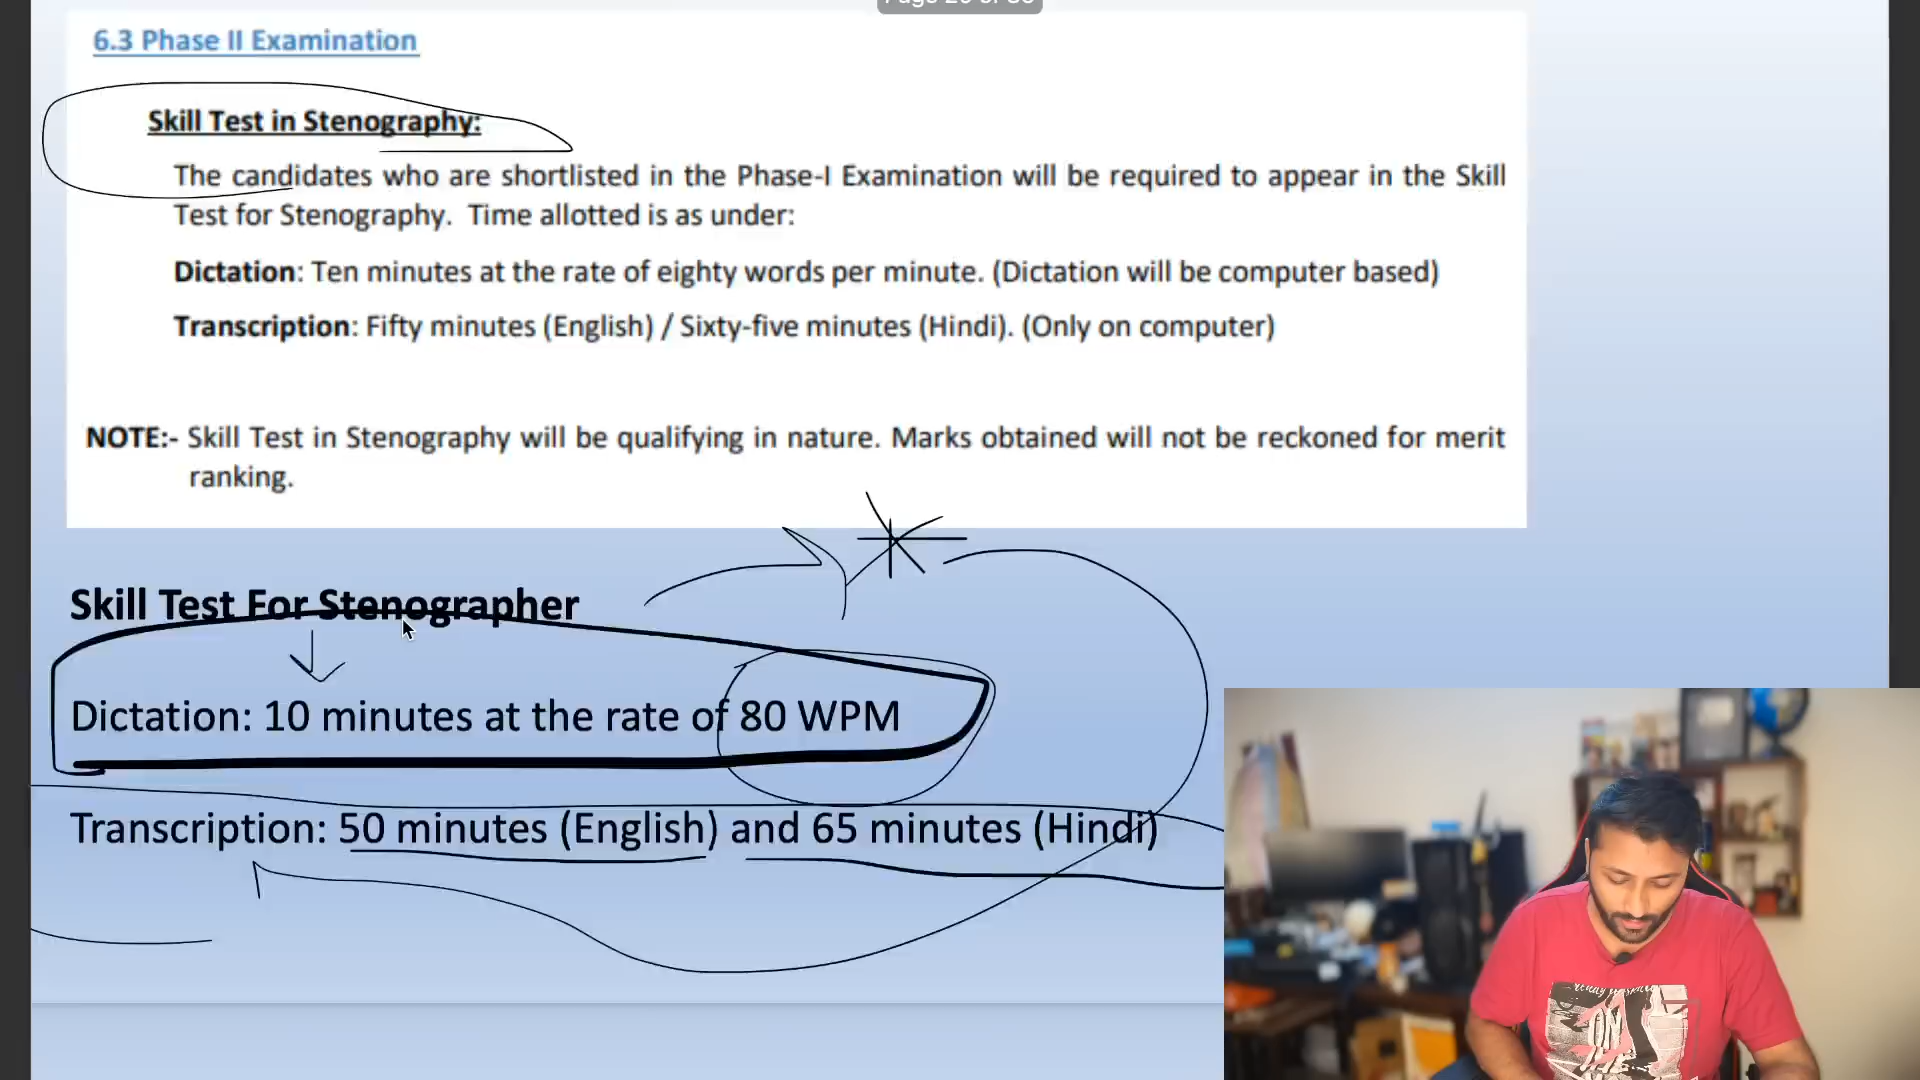 6.3 Phase II Examination
Skill Test in Stenography:
The candidates who are shortlisted in the Phase-I Examination will be required to appear in the Skill
Test for Stenography. Time allotted is as under:
Dictation: Ten minutes at the rate of eighty words per minute. (Dictation will be computer based)
Transcription: Fifty minutes (English) / Sixty-five minutes (Hindi). (Only on computer)
NOTE:- Skill Test in Stenography will be qualifying in nature. Marks obtained will not be reckoned for merit
ranking.
Skill Test For Stenographer
Dictation: 10 minutes at the rate of 80 WPM
Transcription: 50 minutes (English) and 65 minutes (Hindi)